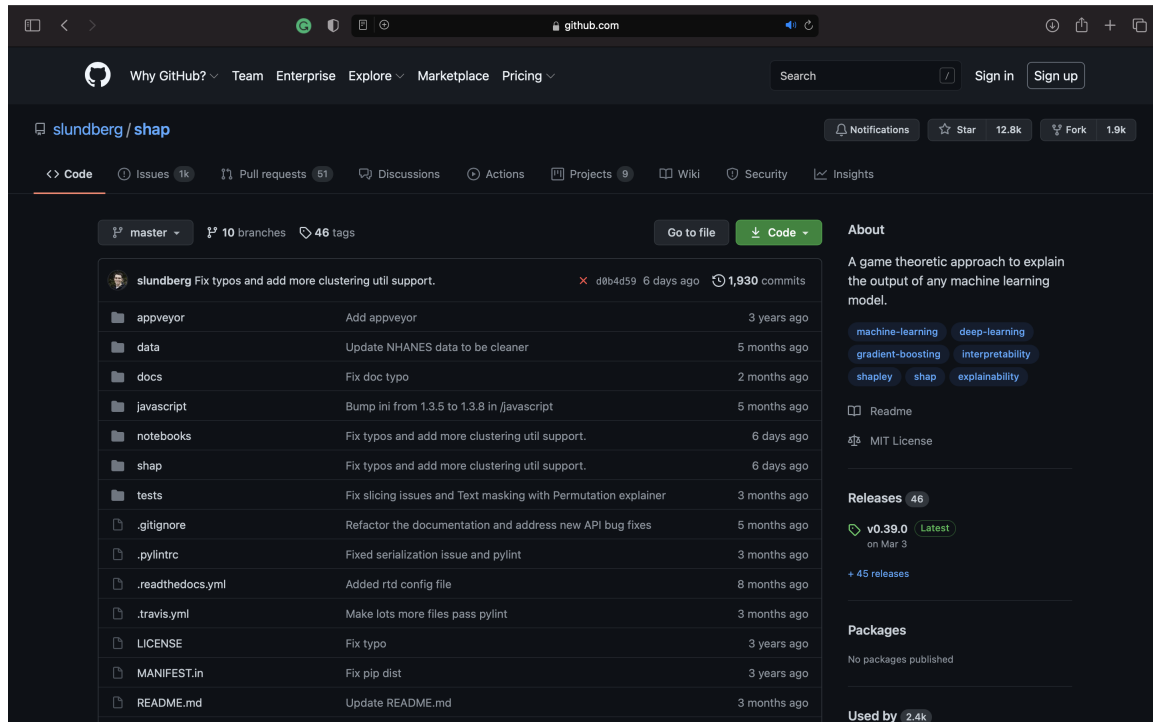 github.com
Why GitHub? Team Enterprise Explore Marketplace Pricing Search / Sign in Sign up
slundberg / shap Notifications Star 12.8k Fork 1.9k
<> Code Issues 1k Pull requests 51 Discussions Actions Projects 9 Wiki Security Insights
master 10 branches 46 tags Go to file Code
slundberg Fix typos and add more clustering util support. d0b4d59 6 days ago 1,930 commits
appveyor Add appveyor 3 years ago
data Update NHANES data to be cleaner 5 months ago
docs Fix doc typo 2 months ago
javascript Bump ini from 1.3.5 to 1.3.8 in /javascript 5 months ago
notebooks Fix typos and add more clustering util support. 6 days ago
shap Fix typos and add more clustering util support. 6 days ago
tests Fix slicing issues and Text masking with Permutation explainer 3 months ago
.gitignore Refactor the documentation and address new API bug fixes 5 months ago
.pylintrc Fixed serialization issue and pylint 3 months ago
.readthedocs.yml Added rtd config file 8 months ago
.travis.yml Make lots more files pass pylint 3 months ago
LICENSE Fix typo 3 years ago
MANIFEST.in Fix pip dist 3 years ago
README.md Update README.md 3 months ago
About
A game theoretic approach to explain
the output of any machine learning
model.
machine-learning deep-learning
gradient-boosting interpretability
shapley shap explainability
Readme
MIT License
Releases 46
v0.39.0 Latest
on Mar 3
+ 45 releases
Packages
No packages published
Used by 2.4k